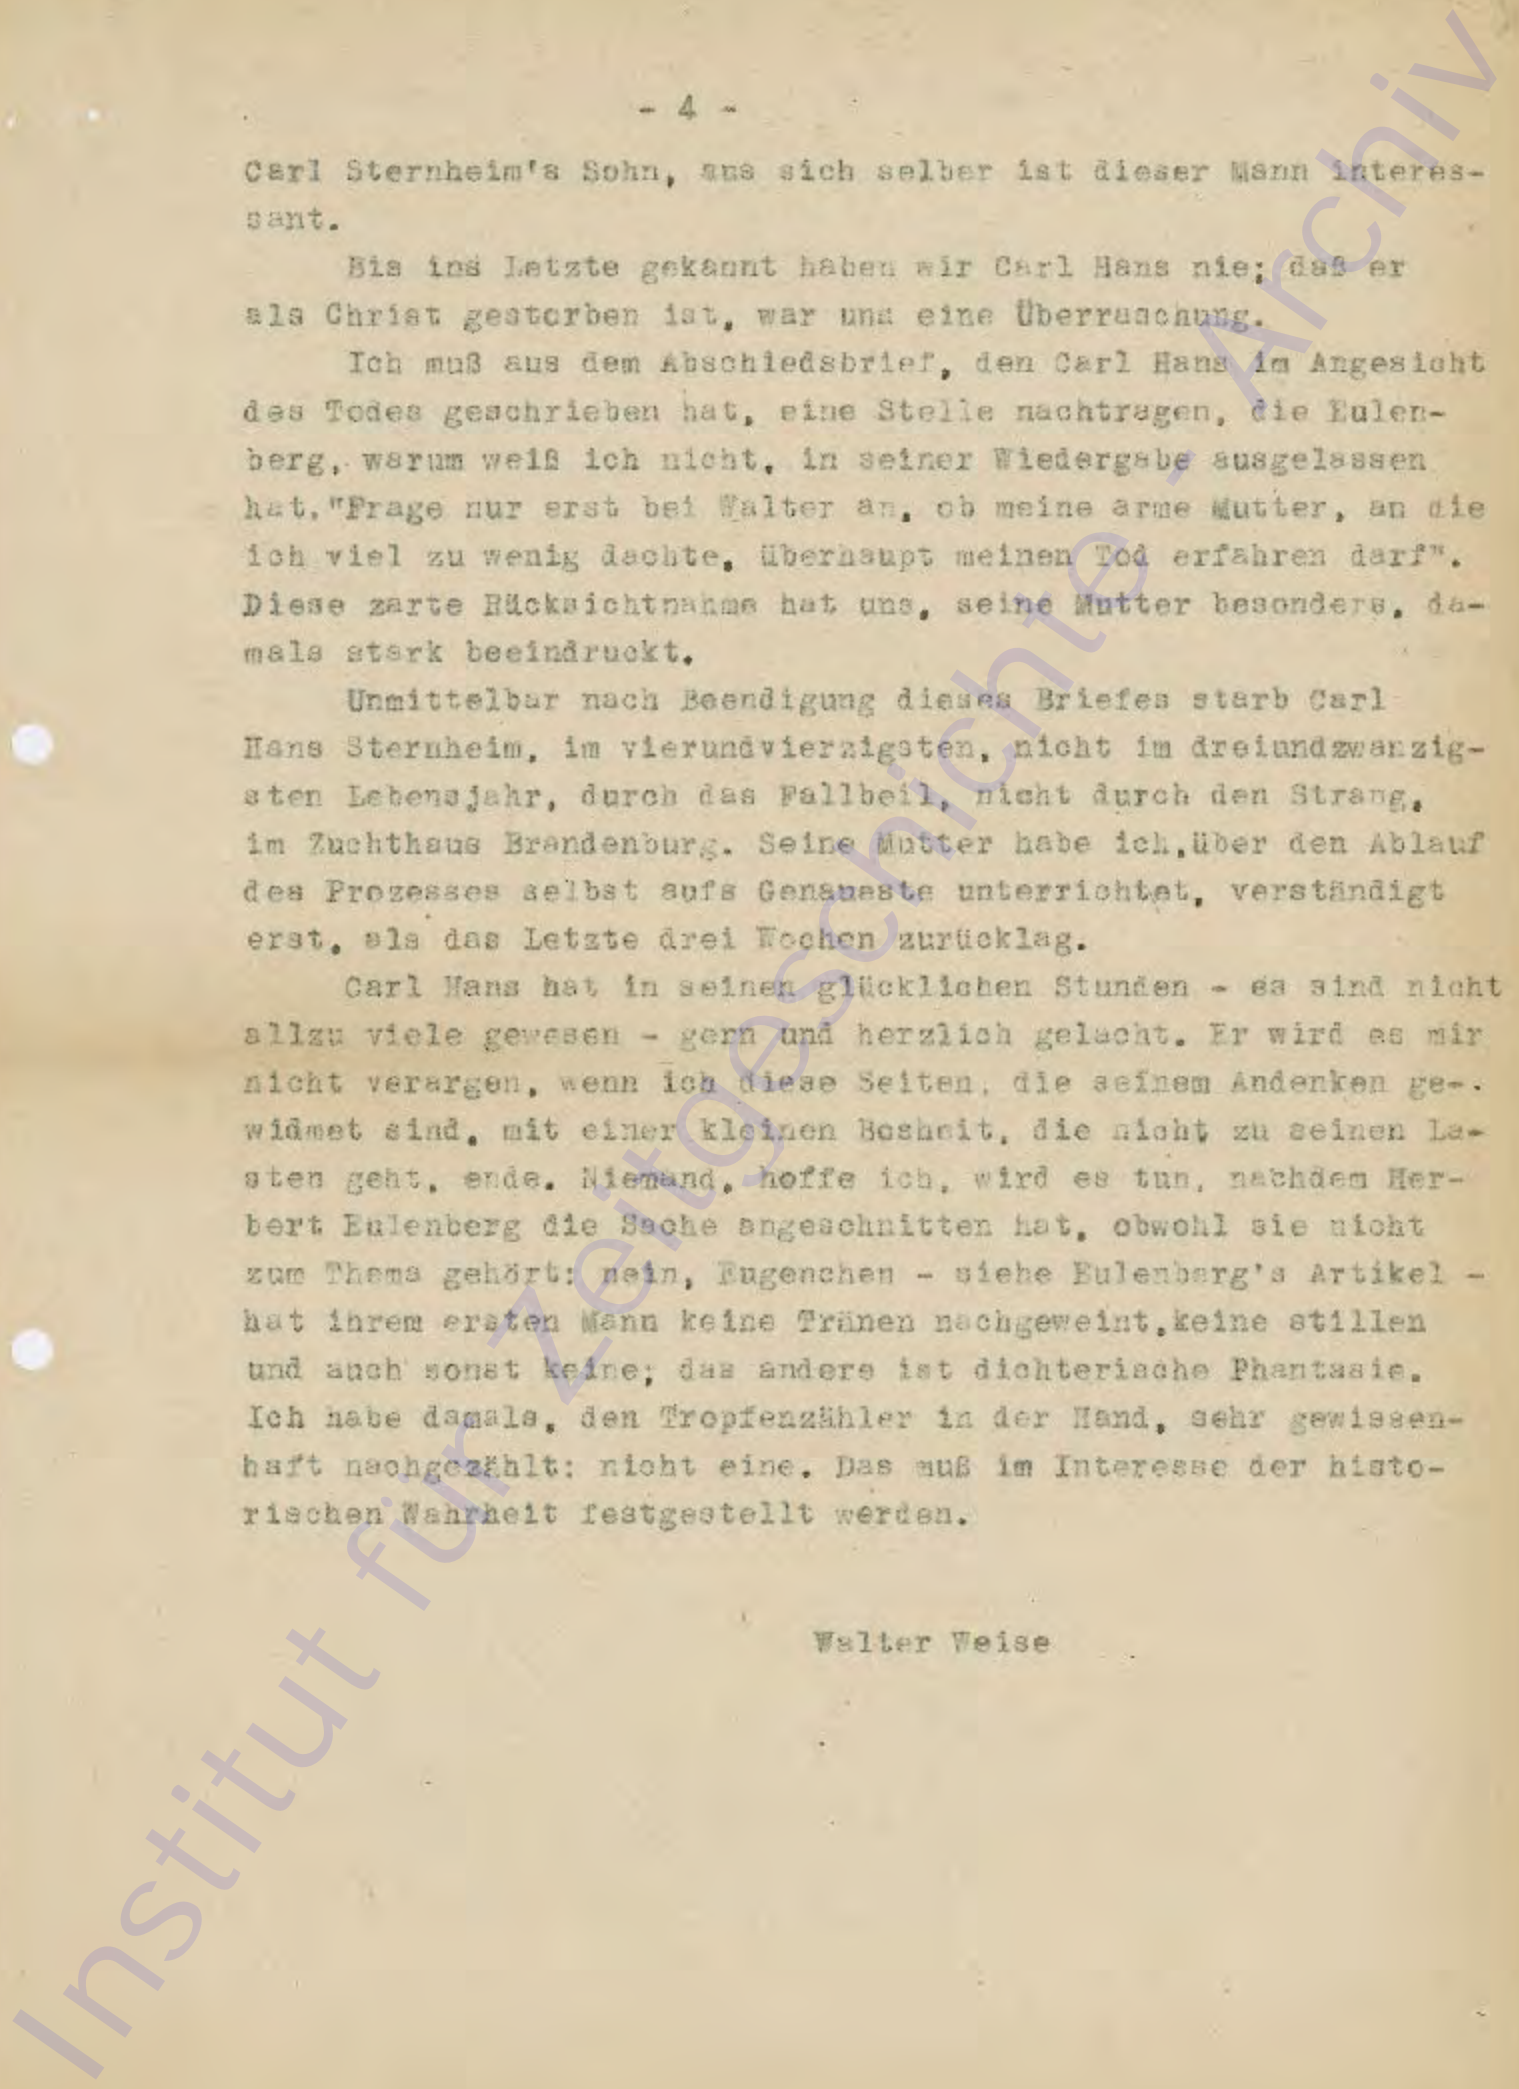 - 4 -
Carl Sternheim's Sohn, aus sich selber ist dieser Mann interes-
sant.
Bis ins Letzte gekannt haben wir Carl Hans nie; daß er
als Christ gestorben ist, war uns eine Überraschung.
Ich muß aus dem Abschiedsbrief, den Carl Hans im Angesicht
des Todes geschrieben hat, eine Stelle nachtragen, die Eulen-
berg, warum weiß ich nicht, in seiner Wiedergabe ausgelassen
hat."Frage nur erst bei Walter an, ob meine arme Mutter, an die
ich viel zu wenig dachte, überhaupt meinen Tod erfahren darf".
Diese zarte Rücksichtnahme hat uns, seine Mutter besonders, da-
mals stark beeindruckt.
Unmittelbar nach Beendigung dieses Briefes starb Carl
Hans Sternheim, im vierundvierzigsten, nicht im dreiundzwanzig-
sten Lebensjahr, durch das Fallbeil, nicht durch den Strang,
im Zuchthaus Brandenburg. Seine Mutter habe ich,über den Ablauf
des Prozesses selbst aufs Genaueste unterrichtet, verständigt
erst, als das Letzte drei Wochen zurücklag.
Carl Hans hat in seinen glücklichen Stunden - es sind nicht
allzu viele gewesen - gern und herzlich gelacht. Er wird es mir
nicht verargen, wenn ich diese Seiten, die seinem Andenken ge-
widmet sind, mit einer kleinen Bosheit, die nicht zu seinen La-
sten geht, ende. Niemand, hoffe ich, wird es tun, nachdem Her-
bert Eulenberg die Sache angeschnitten hat, obwohl sie nicht
zum Thema gehört: nein, Eugenchen - siehe Eulenberg's Artikel -
hat ihrem ersten Mann keine Tränen nachgeweint,keine stillen
und auch sonst keine; das andere ist dichterische Phantasie.
Ich habe damals, den Tropfenzähler in der Hand, sehr gewissen-
haft nachgezählt: nicht eine. Das muß im Interesse der histo-
rischen Wahrheit festgestellt werden.
Walter Weise
Institut für Zeitgeschichte - Archiv